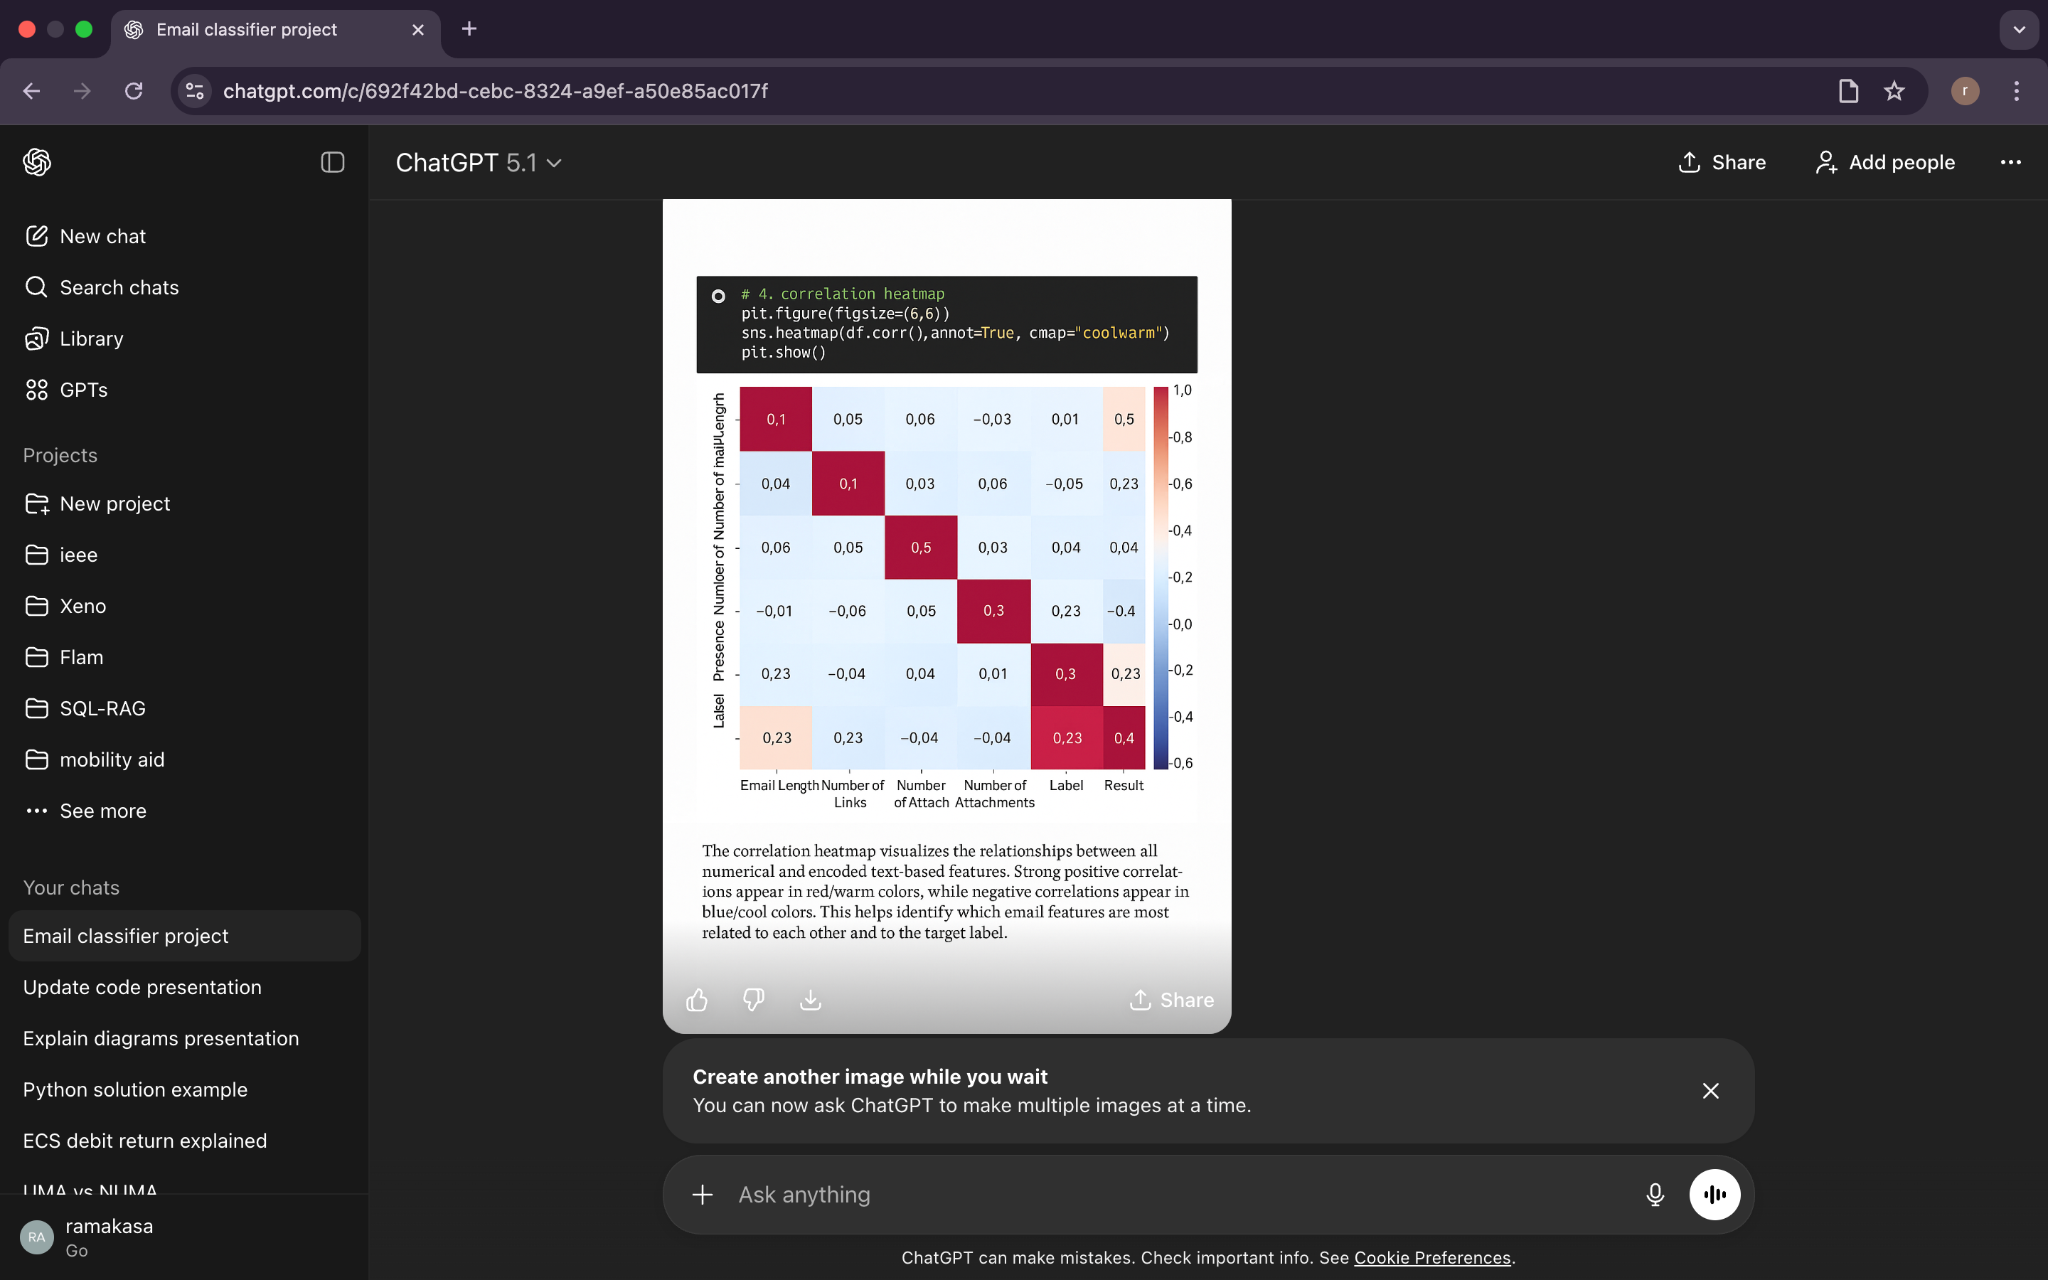 Email classifier project
chatgpt.com/c/692f42bd-cebc-8324-a9ef-a50e85ac017f
r
ChatGPT 5.1
Share
Add people
New chat
Search chats
Library
GPTs
Projects
New project
ieee
Xeno
Flam
SQL-RAG
mobility aid
See more
Your chats
Email classifier project
Update code presentation
Explain diagrams presentation
Python solution example
ECS debit return explained
UMA vs NUMA
RA
ramakasa
Go
# 4. correlation heatmap
pit.figure(figsize=(6,6))
sns.heatmap(df.corr(),annot=True, cmap="coolwarm")
pit.show()
0,1 0,05 0,06 −0,03 0,01 0,5
0,04 0,1 0,03 0,06 −0,05 0,23
0,06 0,05 0,5 0,03 0,04 0,04
−0,01 −0,06 0,05 0,3 0,23 −0.4
0,23 −0,04 0,04 0,01 0,3 0,23
0,23 0,23 −0,04 −0,04 0,23 0,4
1,0
-0,8
-0,6
-0,4
-0,2
-0,0
-0,2
-0,4
-0,6
Lalsel Presence Numloer of Number of
Email Length Number of Number Number of Label Result
Links of Attach Attachments
The correlation heatmap visualizes the relationships between all
numerical and encoded text-based features. Strong positive correlat-
ions appear in red/warm colors, while negative correlations appear in
blue/cool colors. This helps identify which email features are most
related to each other and to the target label.
Share
Create another image while you wait
You can now ask ChatGPT to make multiple images at a time.
Ask anything
ChatGPT can make mistakes. Check important info. See Cookie Preferences.